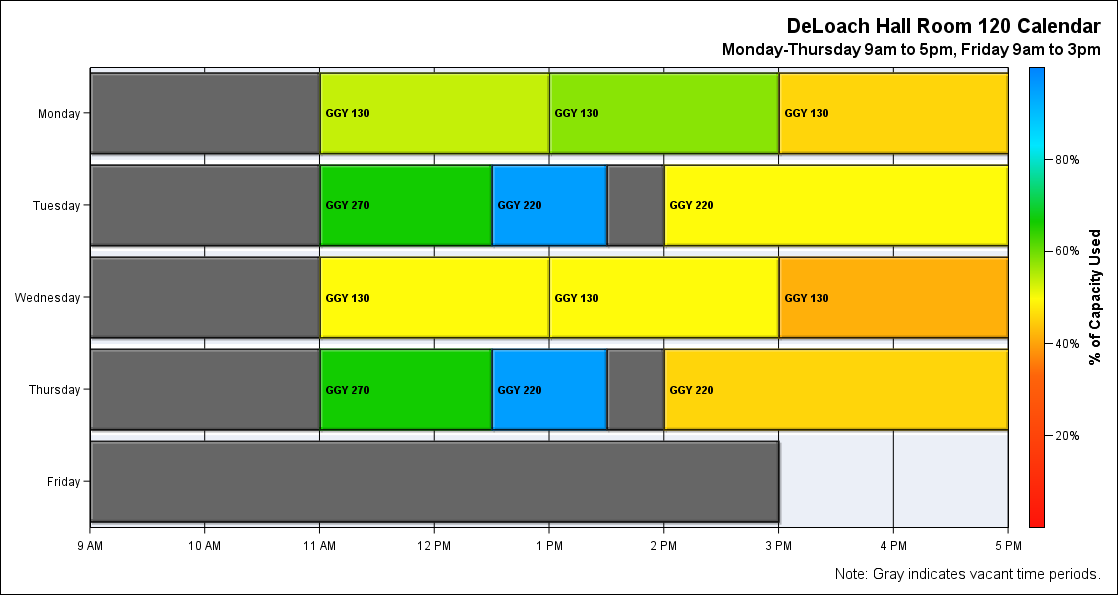 DeLoach Hall Room 120 Calendar
Monday-Thursday 9am to 5pm, Friday 9am to 3pm
Monday
GGY 130
GGY 130
GGY 130
Tuesday
GGY 270
GGY 220
GGY 220
Wednesday
GGY 130
GGY 130
GGY 130
Thursday
GGY 270
GGY 220
GGY 220
Friday
9 AM
10 AM
11 AM
12 PM
1 PM
2 PM
3 PM
4 PM
5 PM
80%
60%
40%
20%
% of Capacity Used
Note: Gray indicates vacant time periods.